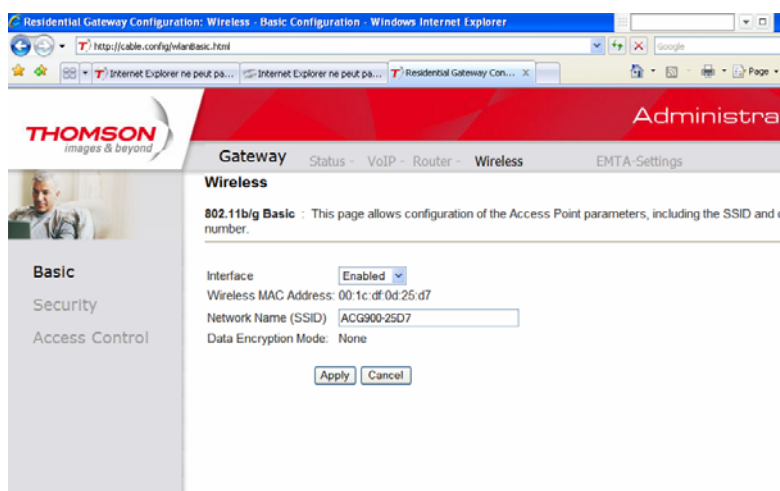 Residential Gateway Configuration: Wireless - Basic Configuration - Windows Internet Explorer
http://cable.config/wlanBasic.html
Google
Internet Explorer ne peut pa...
Internet Explorer ne peut pa...
Residential Gateway Con...
Page
THOMSON
images & beyond
Administra
Gateway
Status - VoIP - Router - Wireless
EMTA-Settings
Wireless
802.11b/g Basic : This page allows configuration of the Access Point parameters, including the SSID and
number.
Basic
Security
Access Control
Interface Enabled
Wireless MAC Address: 00:1c:df:0d:25:d7
Network Name (SSID) ACG900-25D7
Data Encryption Mode: None
Apply Cancel